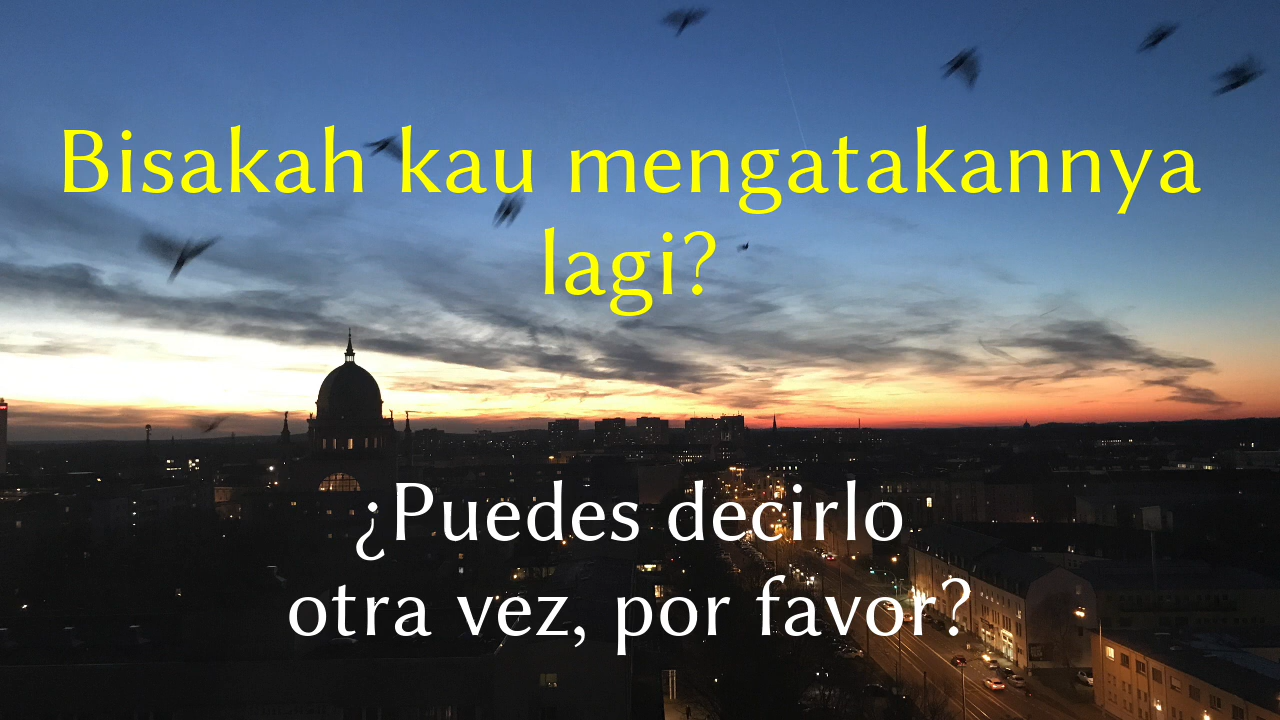 Bisakah kau mengatakannya
lagi?
¿Puedes decirlo
otra vez, por favor?